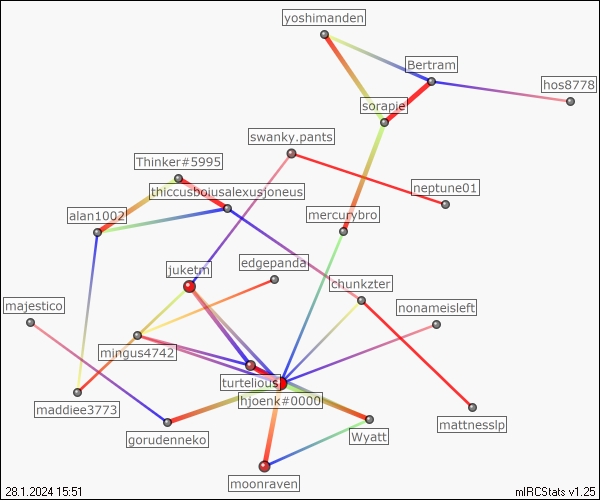 yoshimanden
Bertram
hos8778
sorapie
swanky.pants
Thinker#5995
thiccusboiusalexusjoneus
neptune01
alan1002
mercurybro
juketm
edgepanda
chunkzter
majestico
nonameisleft
mingus4742
turtelious
hjoenk#0000
maddiee3773
gorudenneko
Wyatt
mattnesslp
moonraven
28.1.2024 15:51
mIRCStats v1.25